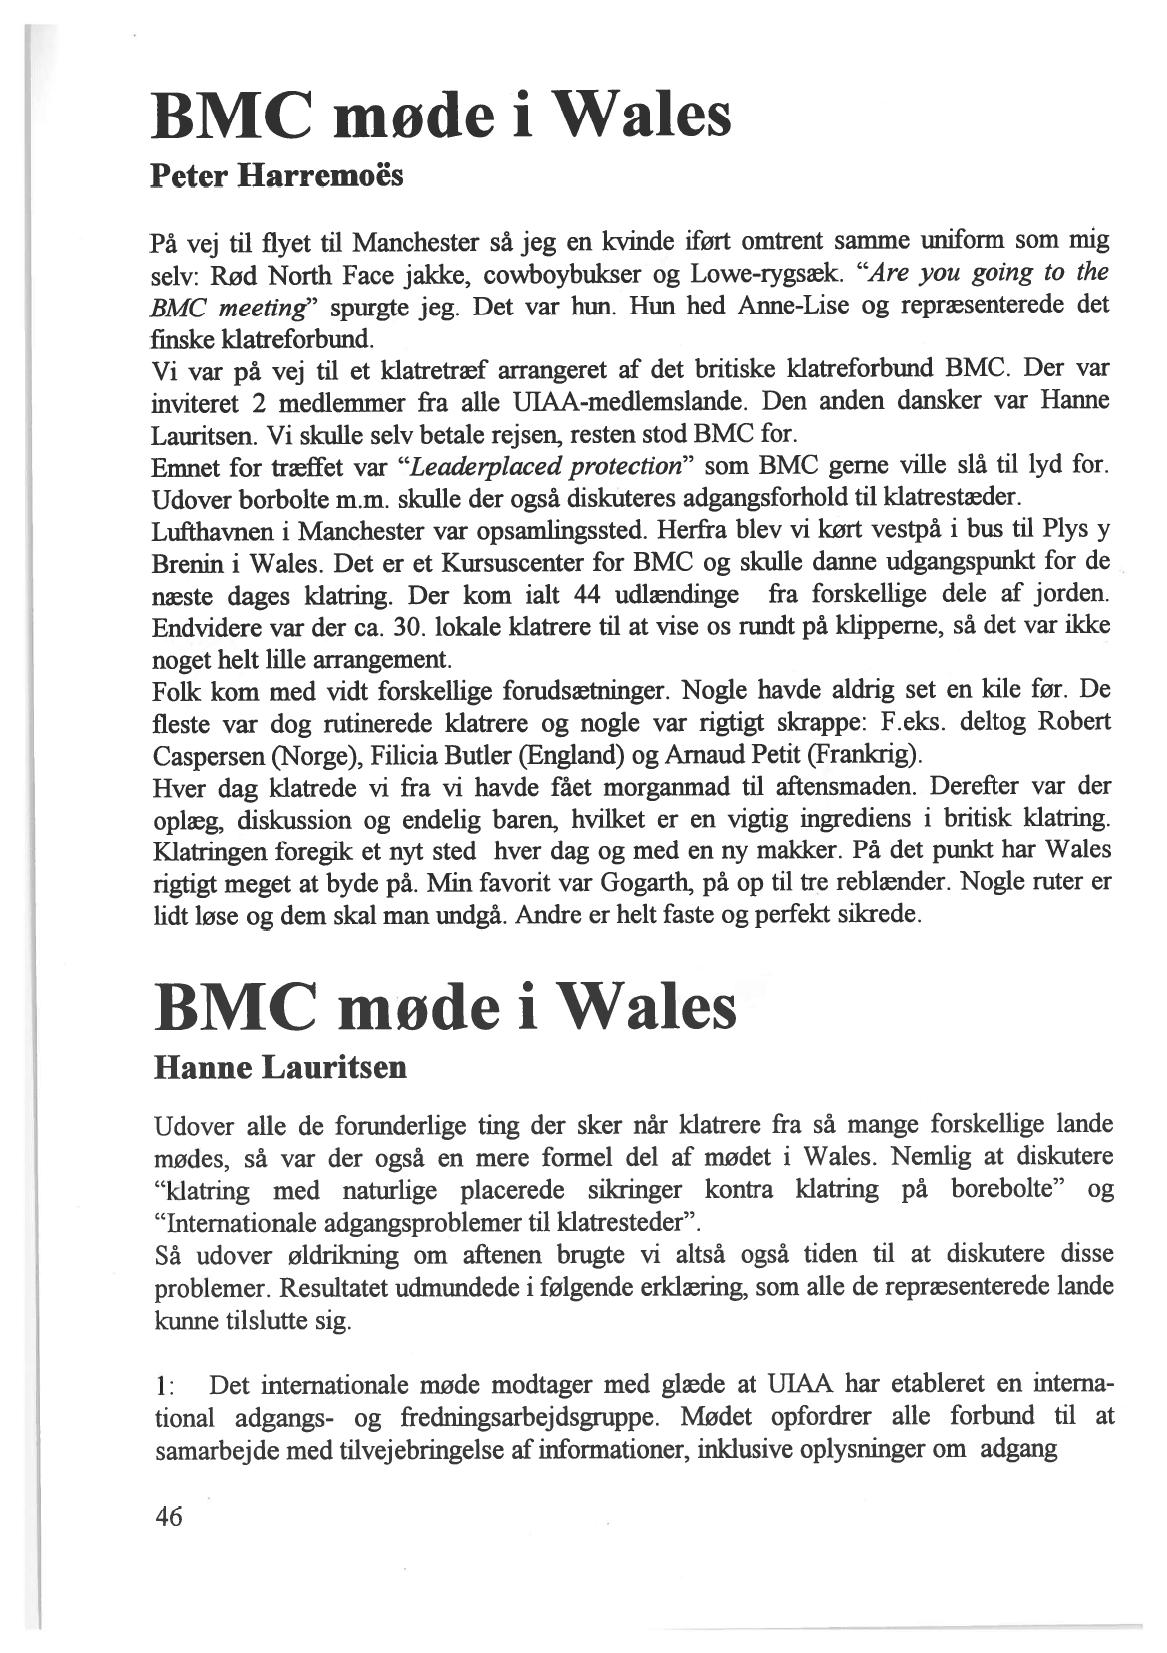 BMC møde i Wales
Peter Harremoës
På vej til flyet til Manchester så jeg en kvinde iført omtrent samme uniform som mig
selv: Rød North Face jakke, cowboybukser og Lowe-rygsæk. “Are you going to the
BMC meeting” spurgte jeg. Det var hun. Hun hed Anne-Lise og repræsenterede det
finske klatreforbund.
Vi var på vej til et klatretræf arrangeret af det britiske klatreforbund BMC. Der var
inviteret 2 medlemmer fra alle UIAA-medlemslande. Den anden dansker var Hanne
Lauritsen. Vi skulle selv betale rejsen, resten stod BMC for.
Emnet for træffet var “Leaderplaced protection” som BMC gerne ville slå til lyd for.
Udover borbolte m.m. skulle der også diskuteres adgangsforhold til klatrestæder.
Lufthavnen i Manchester var opsamlingssted. Herfra blev vi kørt vestpå i bus til Plys y
Brenin i Wales. Det er et Kursuscenter for BMC og skulle danne udgangspunkt for de
næste dages klatring. Der kom ialt 44 udlændinge fra forskellige dele af jorden.
Endvidere var der ca. 30. lokale klatrere til at vise os rundt på klipperne, så det var ikke
noget helt lille arrangement.
Folk kom med vidt forskellige forudsætninger. Nogle havde aldrig set en kile før. De
fleste var dog rutinerede klatrere og nogle var rigtigt skrappe: F.eks. deltog Robert
Caspersen (Norge), Filicia Butler (England) og Arnaud Petit (Frankrig).
Hver dag klatrede vi fra vi havde fået morganmad til aftensmaden. Derefter var der
oplæg, diskussion og endelig baren, hvilket er en vigtig ingrediens i britisk klatring.
Klatringen foregik et nyt sted hver dag og med en ny makker. På det punkt har Wales
rigtigt meget at byde på. Min favorit var Gogarth, på op til tre reblænder. Nogle ruter er
lidt løse og dem skal man undgå. Andre er helt faste og perfekt sikrede.
BMC møde i Wales
Hanne Lauritsen
Udover alle de forunderlige ting der sker når klatrere fra så mange forskellige lande
mødes, så var der også en mere formel del af mødet i Wales. Nemlig at diskutere
“klatring med naturlige placerede sikringer kontra klatring på borebolte” og
“Internationale adgangsproblemer til klatresteder”.
Så udover øldrikning om aftenen brugte vi altså også tiden til at diskutere disse
problemer. Resultatet udmundede i følgende erklæring, som alle de repræsenterede lande
kunne tilslutte sig.
1: Det internationale møde modtager med glæde at UIAA har etableret en interna-
tional adgangs- og fredningsarbejdsgruppe. Mødet opfordrer alle forbund til at
samarbejde med tilvejebringelse af informationer, inklusive oplysninger om adgang
46